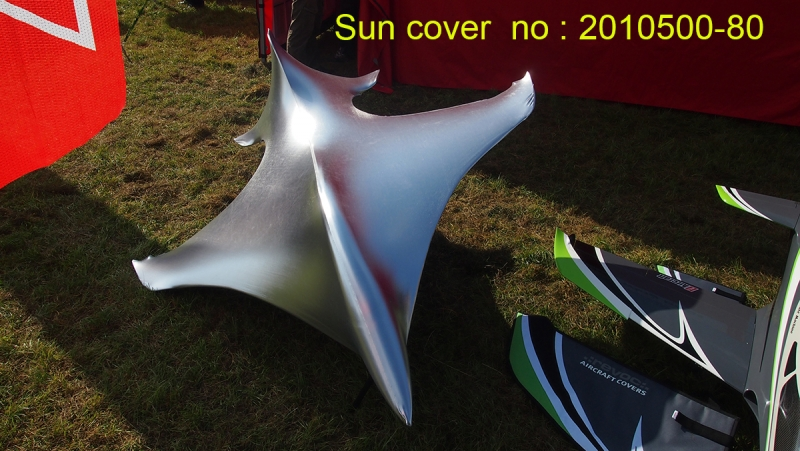 Sun cover no : 2010500-80
AIRCRAFT COVERS